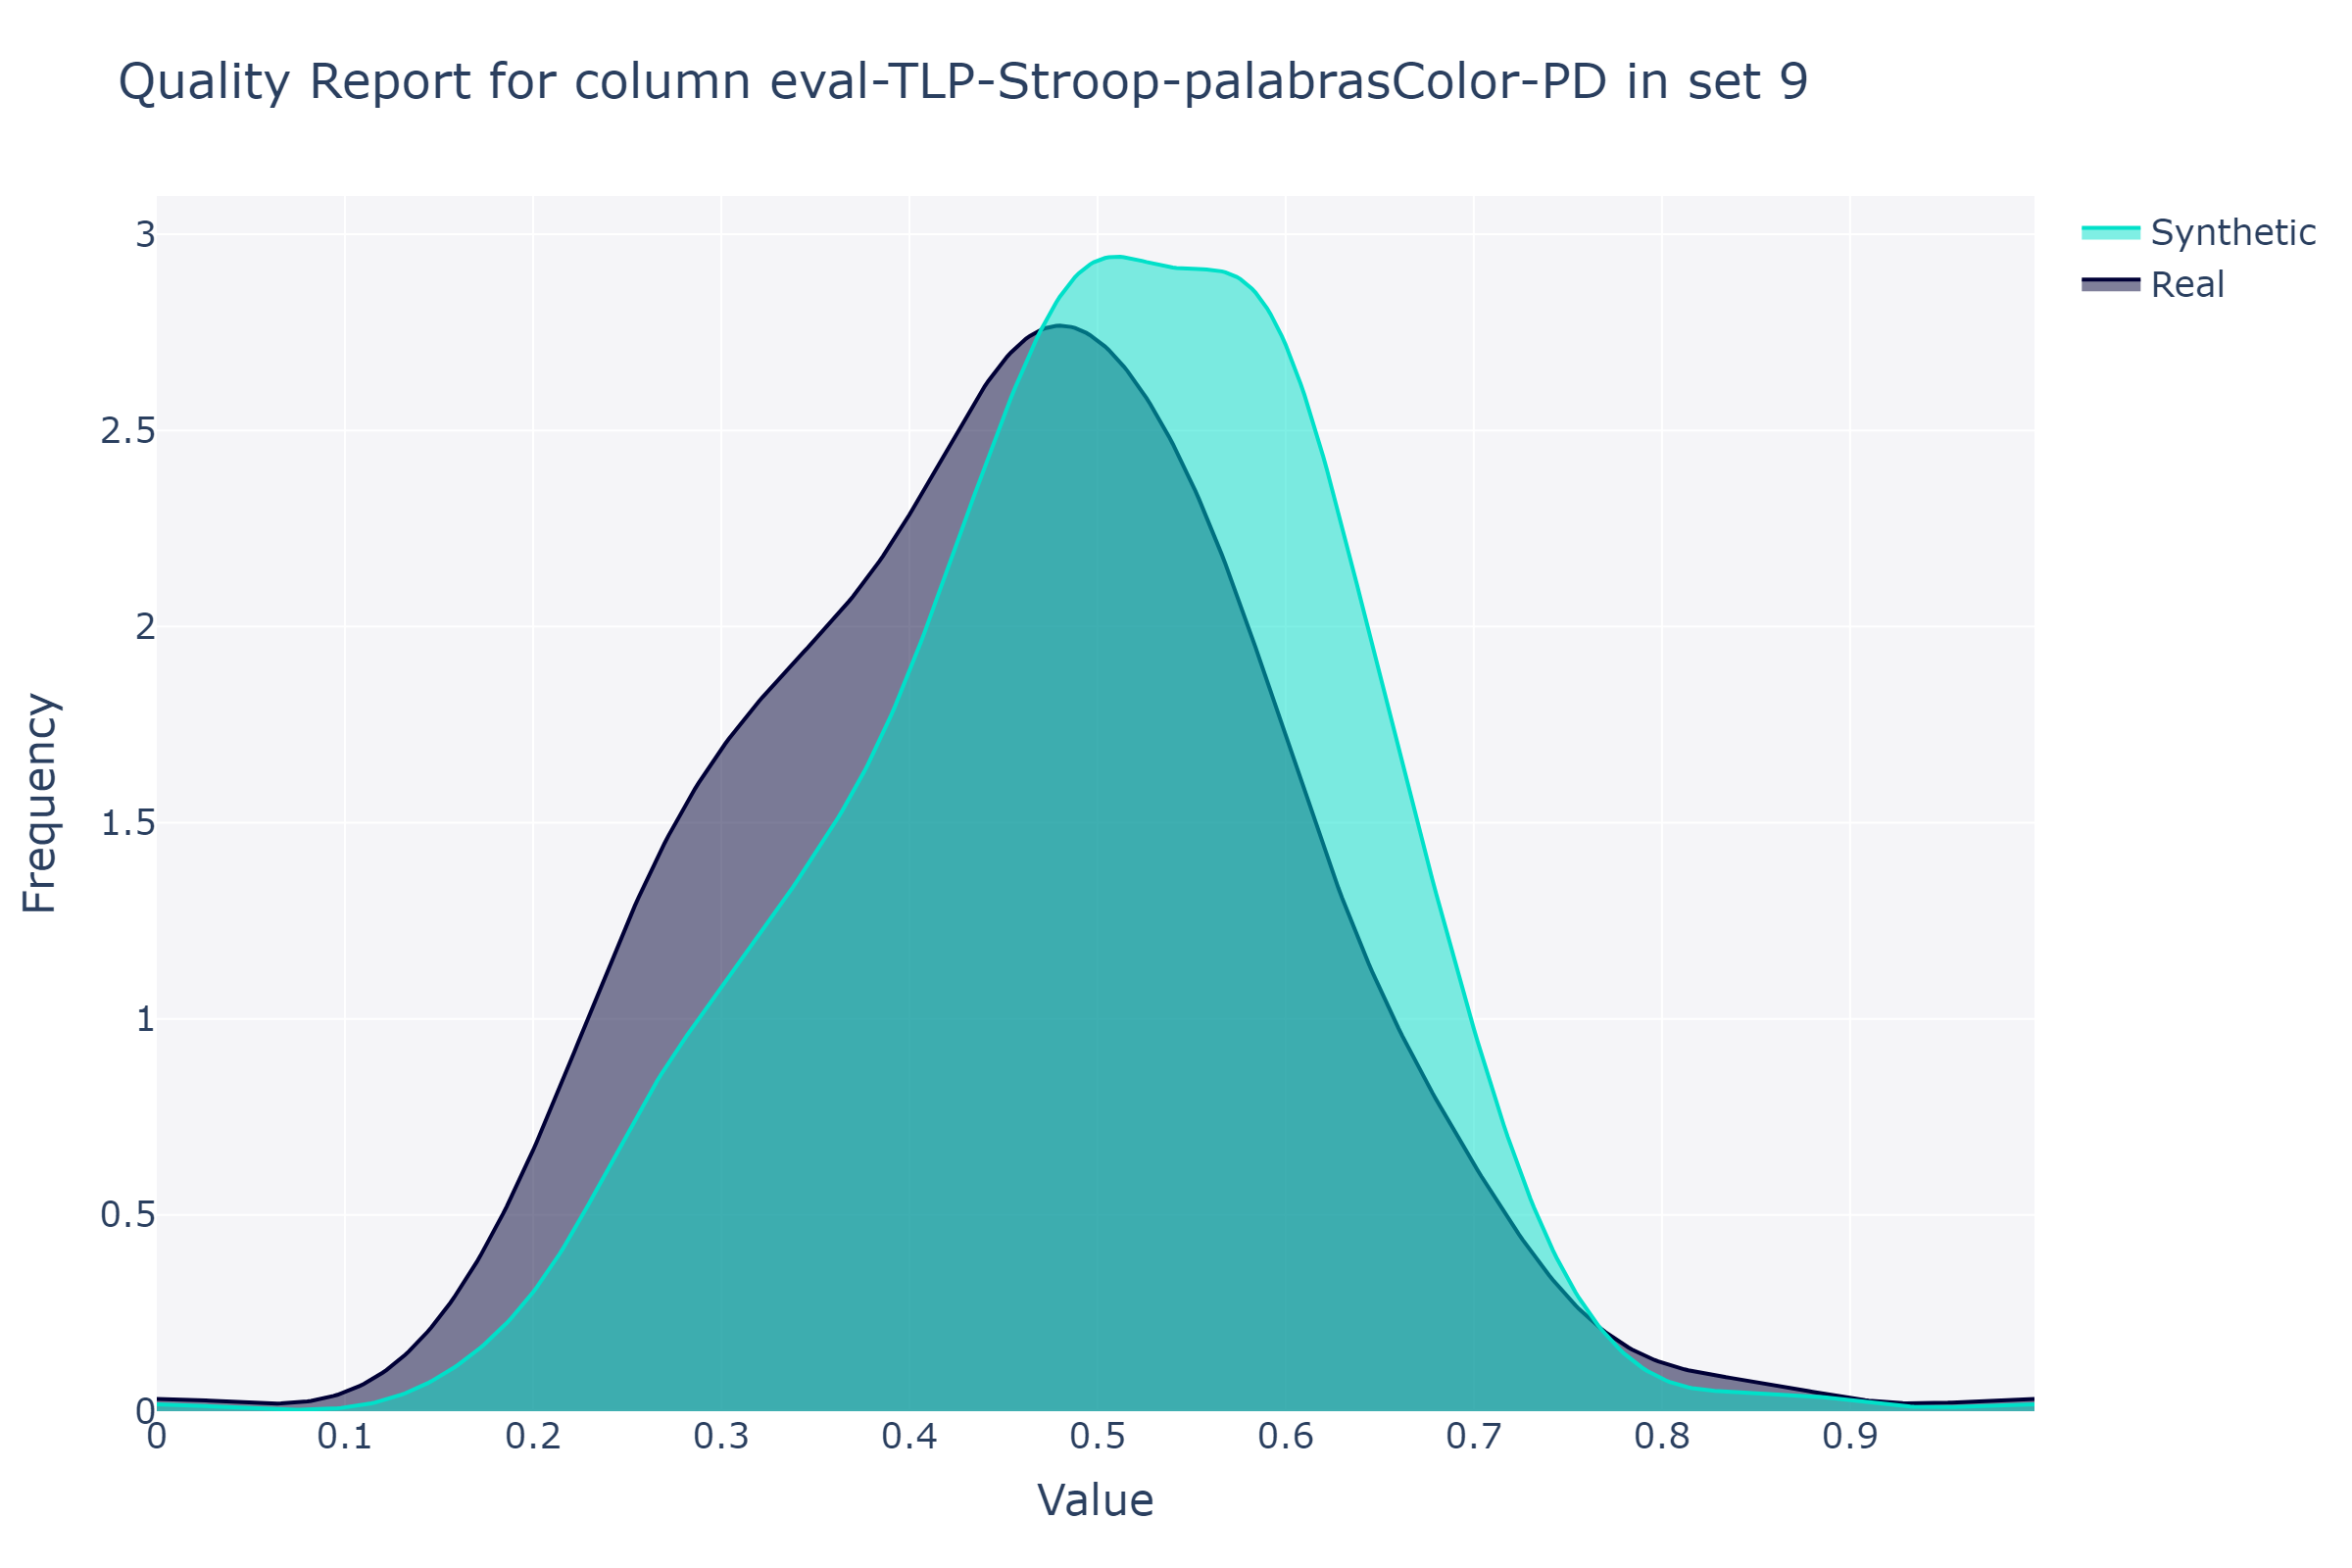 Quality Report for column eval-TLP-Stroop-palabrasColor-PD in set 9
Synthetic
Real
3
2.5
2
1.5
1
0.5
0
Frequency
0 0.1 0.2 0.3 0.4 0.5 0.6 0.7 0.8 0.9
Value